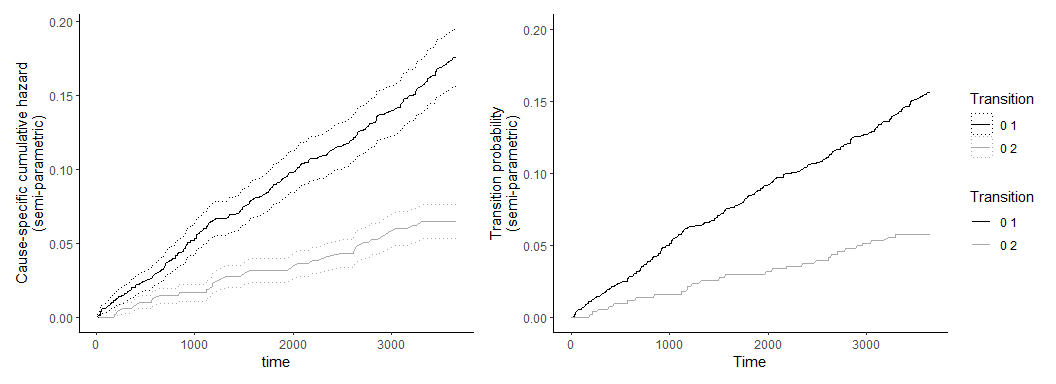 Cause-specific cumulative hazard
(semi-parametric)
0.20
0.15
0.10
0.05
0.00
0 1000 2000 3000
time
Transition probability
(semi-parametric)
0.20
0.15
0.10
0.05
0.00
0 1000 2000 3000
Time
Transition
0 1
0 2
Transition
0 1
0 2